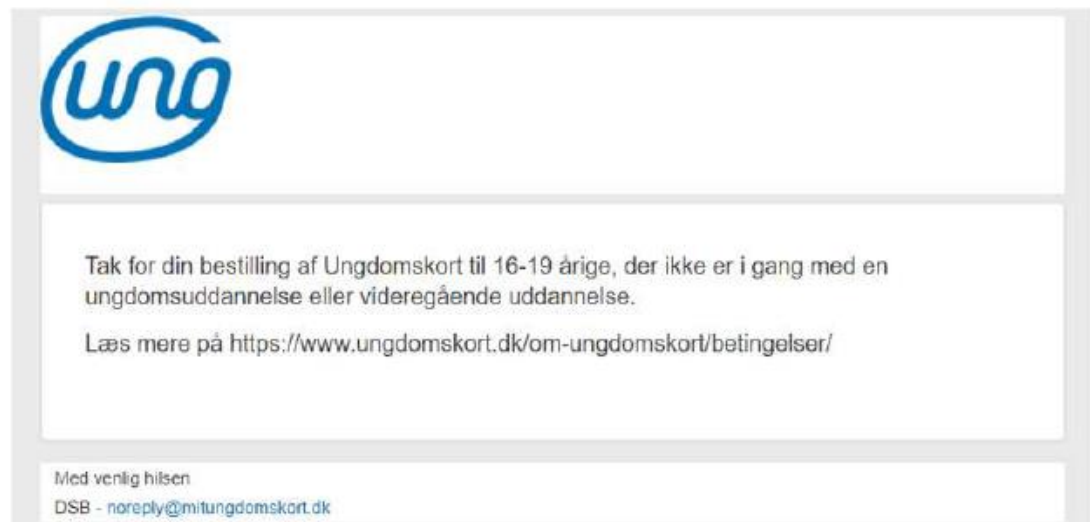 ung
Tak for din bestilling af Ungdomskort til 16-19 årige, der ikke er i gang med en
ungdomsuddannelse eller videregående uddannelse.
Læs mere på https://www.ungdomskort.dk/om-ungdomskort/betingelser/
Med venlig hilsen
DSB - noreply@mitungdomskort.dk